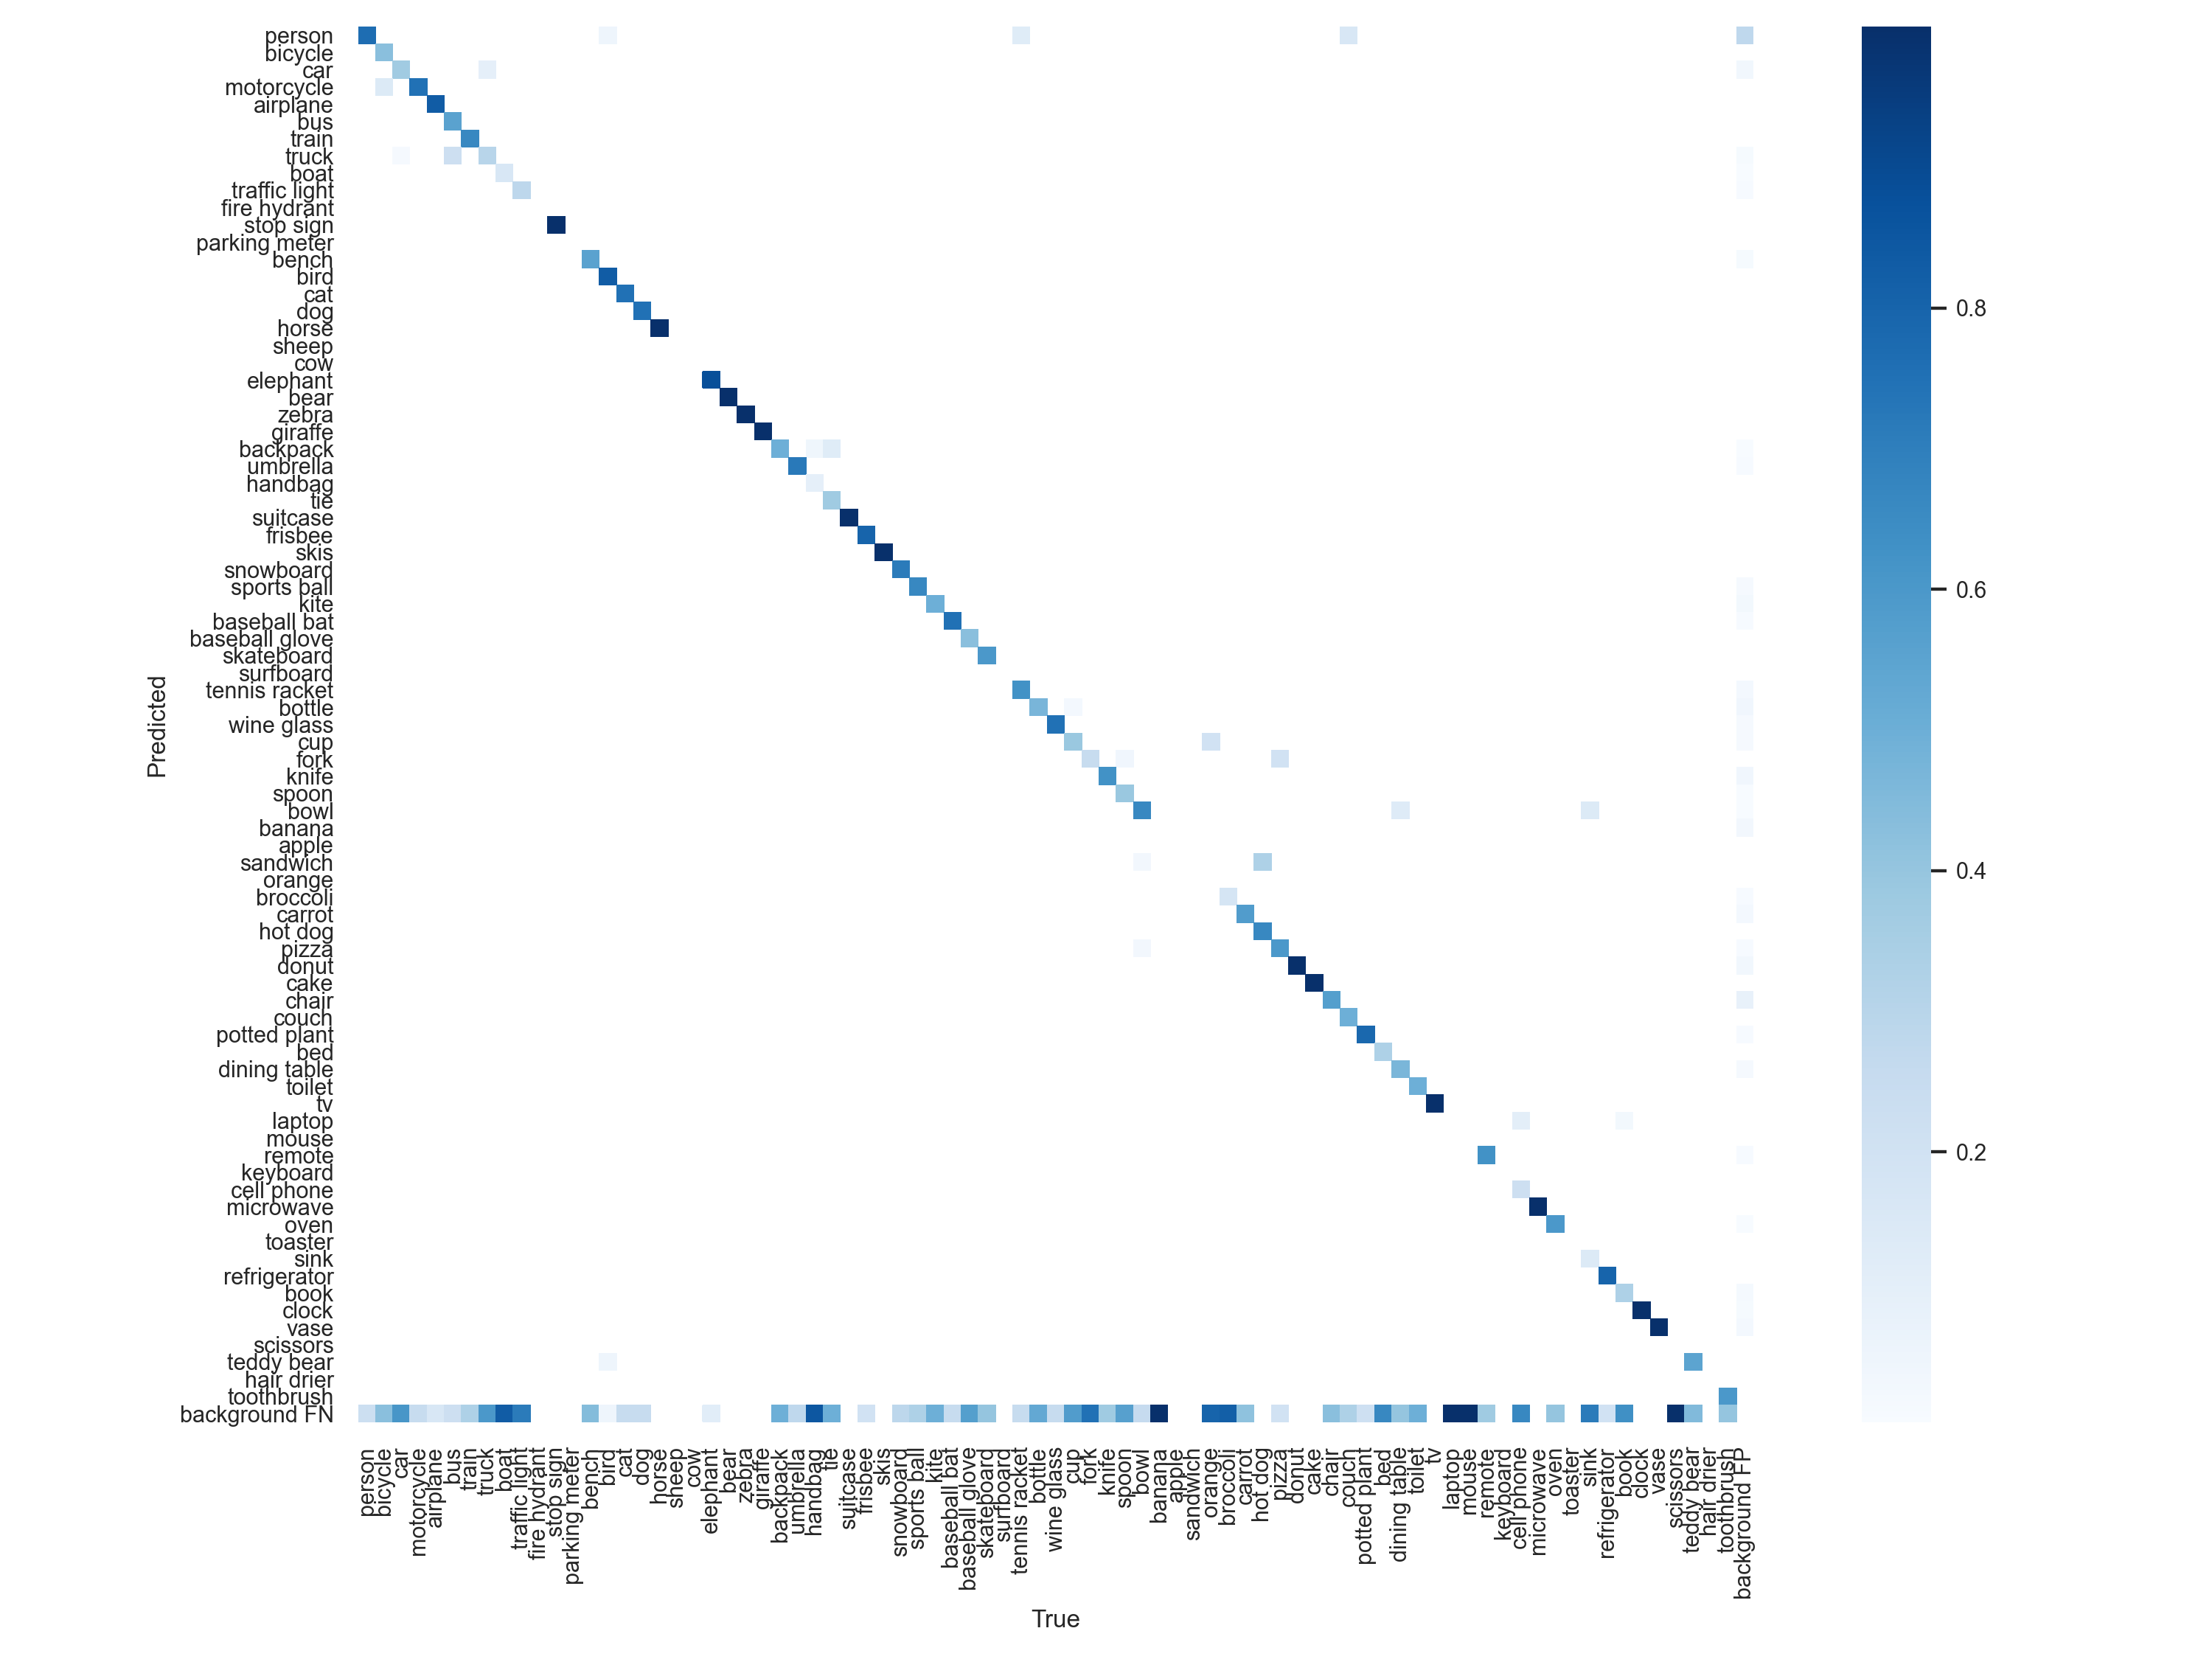 person
bicycle
car
motorcycle
airplane
bus
train
truck
boat
traffic light
fire hydrant
stop sign
parking meter
bench
bird
cat
dog
horse
sheep
cow
elephant
bear
zebra
giraffe
backpack
umbrella
handbag
tie
suitcase
frisbee
skis
snowboard
sports ball
kite
baseball bat
baseball glove
skateboard
surfboard
tennis racket
bottle
wine glass
cup
fork
knife
spoon
bowl
banana
apple
sandwich
orange
broccoli
carrot
hot dog
pizza
donut
cake
chair
couch
potted plant
bed
dining table
toilet
tv
laptop
mouse
remote
keyboard
cell phone
microwave
oven
toaster
sink
refrigerator
book
clock
vase
scissors
teddy bear
hair drier
toothbrush
background FN
Predicted
person
bicycle
car
motorcycle
airplane
bus
train
truck
boat
traffic light
fire hydrant
stop sign
parking meter
bench
bird
cat
dog
horse
sheep
cow
elephant
bear
zebra
giraffe
backpack
umbrella
handbag
tie
suitcase
frisbee
skis
snowboard
sports ball
kite
baseball bat
baseball glove
skateboard
surfboard
tennis racket
bottle
wine glass
cup
fork
knife
spoon
bowl
banana
apple
sandwich
orange
broccoli
carrot
hot dog
pizza
donut
cake
chair
couch
potted plant
bed
dining table
toilet
tv
laptop
mouse
remote
keyboard
cell phone
microwave
oven
toaster
sink
refrigerator
book
clock
vase
scissors
teddy bear
hair drier
toothbrush
background FP
True
0.8
0.6
0.4
0.2